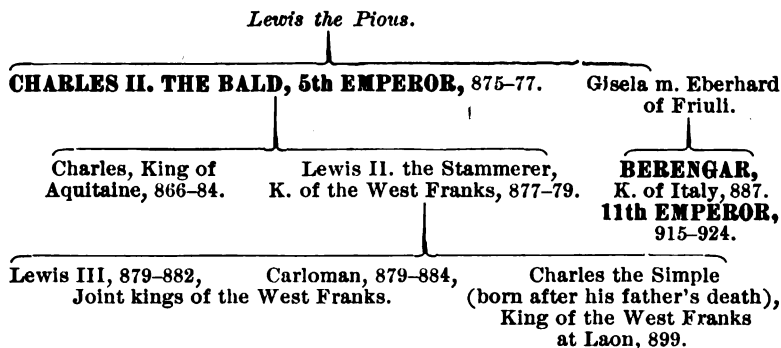 Lewis the Pious.
CHARLES II. THE BALD, 5th EMPEROR, 875–77.
Gisela m. Eberhard
of Friuli.
Charles, King of
Aquitaine, 866–84.
Lewis II. the Stammerer,
K. of the West Franks, 877–79.
BERENGAR,
K. of Italy, 887.
11th EMPEROR,
915–924.
Lewis III, 879–882,
Carloman, 879–884,
Joint kings of the West Franks.
Charles the Simple
(born after his father's death),
King of the West Franks
at Laon, 899.